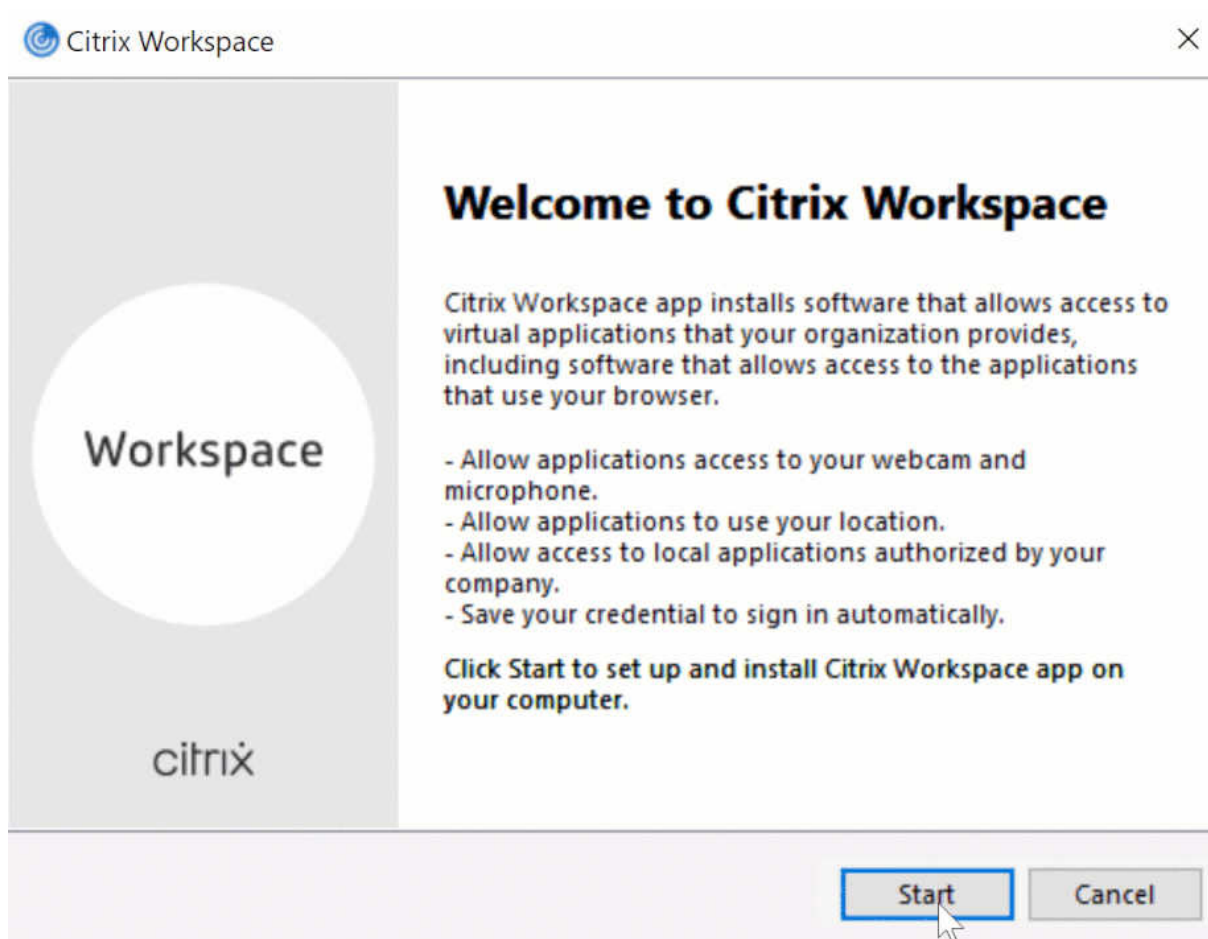 Citrix Workspace
Welcome to Citrix Workspace
Citrix Workspace app installs software that allows access to
virtual applications that your organization provides,
including software that allows access to the applications
that use your browser.
Workspace
- Allow applications access to your webcam and
microphone.
- Allow applications to use your location.
- Allow access to local applications authorized by your
company.
- Save your credential to sign in automatically.
Click Start to set up and install Citrix Workspace app on
your computer.
citrix
Start
Cancel